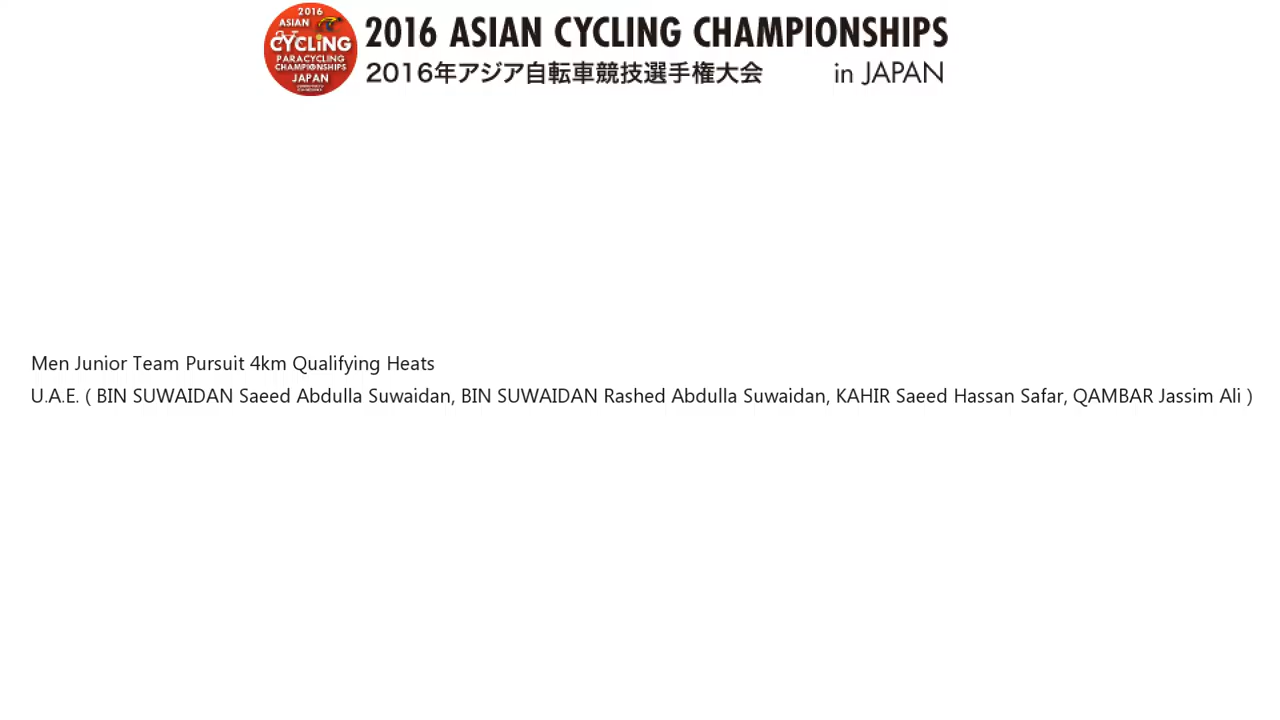 2016
ASIAN
CYCLiNG
PARACYCLING
CHAMPIONSHIPS
JAPAN
2016 ASIAN CYCLING CHAMPIONSHIPS
2016年アジア自転車競技選手権大会 in JAPAN
Men Junior Team Pursuit 4km Qualifying Heats
U.A.E. ( BIN SUWAIDAN Saeed Abdulla Suwaidan, BIN SUWAIDAN Rashed Abdulla Suwaidan, KAHIR Saeed Hassan Safar, QAMBAR Jassim Ali )